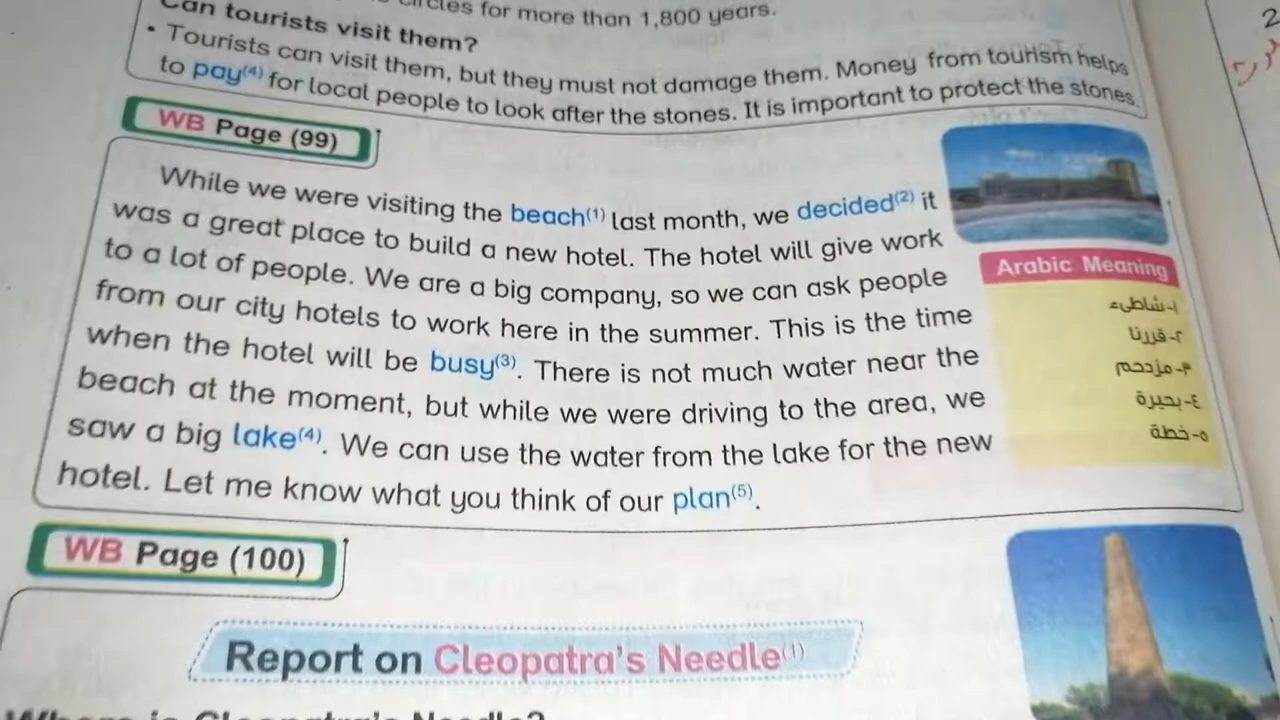 circles for more than 1,800 years.
Can tourists visit them?
• Tourists can visit them, but they must not damage them. Money from tourism helps
to pay(4) for local people to look after the stones. It is important to protect the stones.
WB Page (99)
While we were visiting the beach(1) last month, we decided(2) it
was a great place to build a new hotel. The hotel will give work
to a lot of people. We are a big company, so we can ask people
from our city hotels to work here in the summer. This is the time
when the hotel will be busy(3). There is not much water near the
beach at the moment, but while we were driving to the area, we
saw a big lake(4). We can use the water from the lake for the new
hotel. Let me know what you think of our plan(5).
Arabic Meaning
١- شاطىء
٢- قررنا
٣- مزدحم
٤- بحيرة
٥- خطة
WB Page (100)
Report on Cleopatra's Needle(1)
Where is Cleopatra's Needle?
2